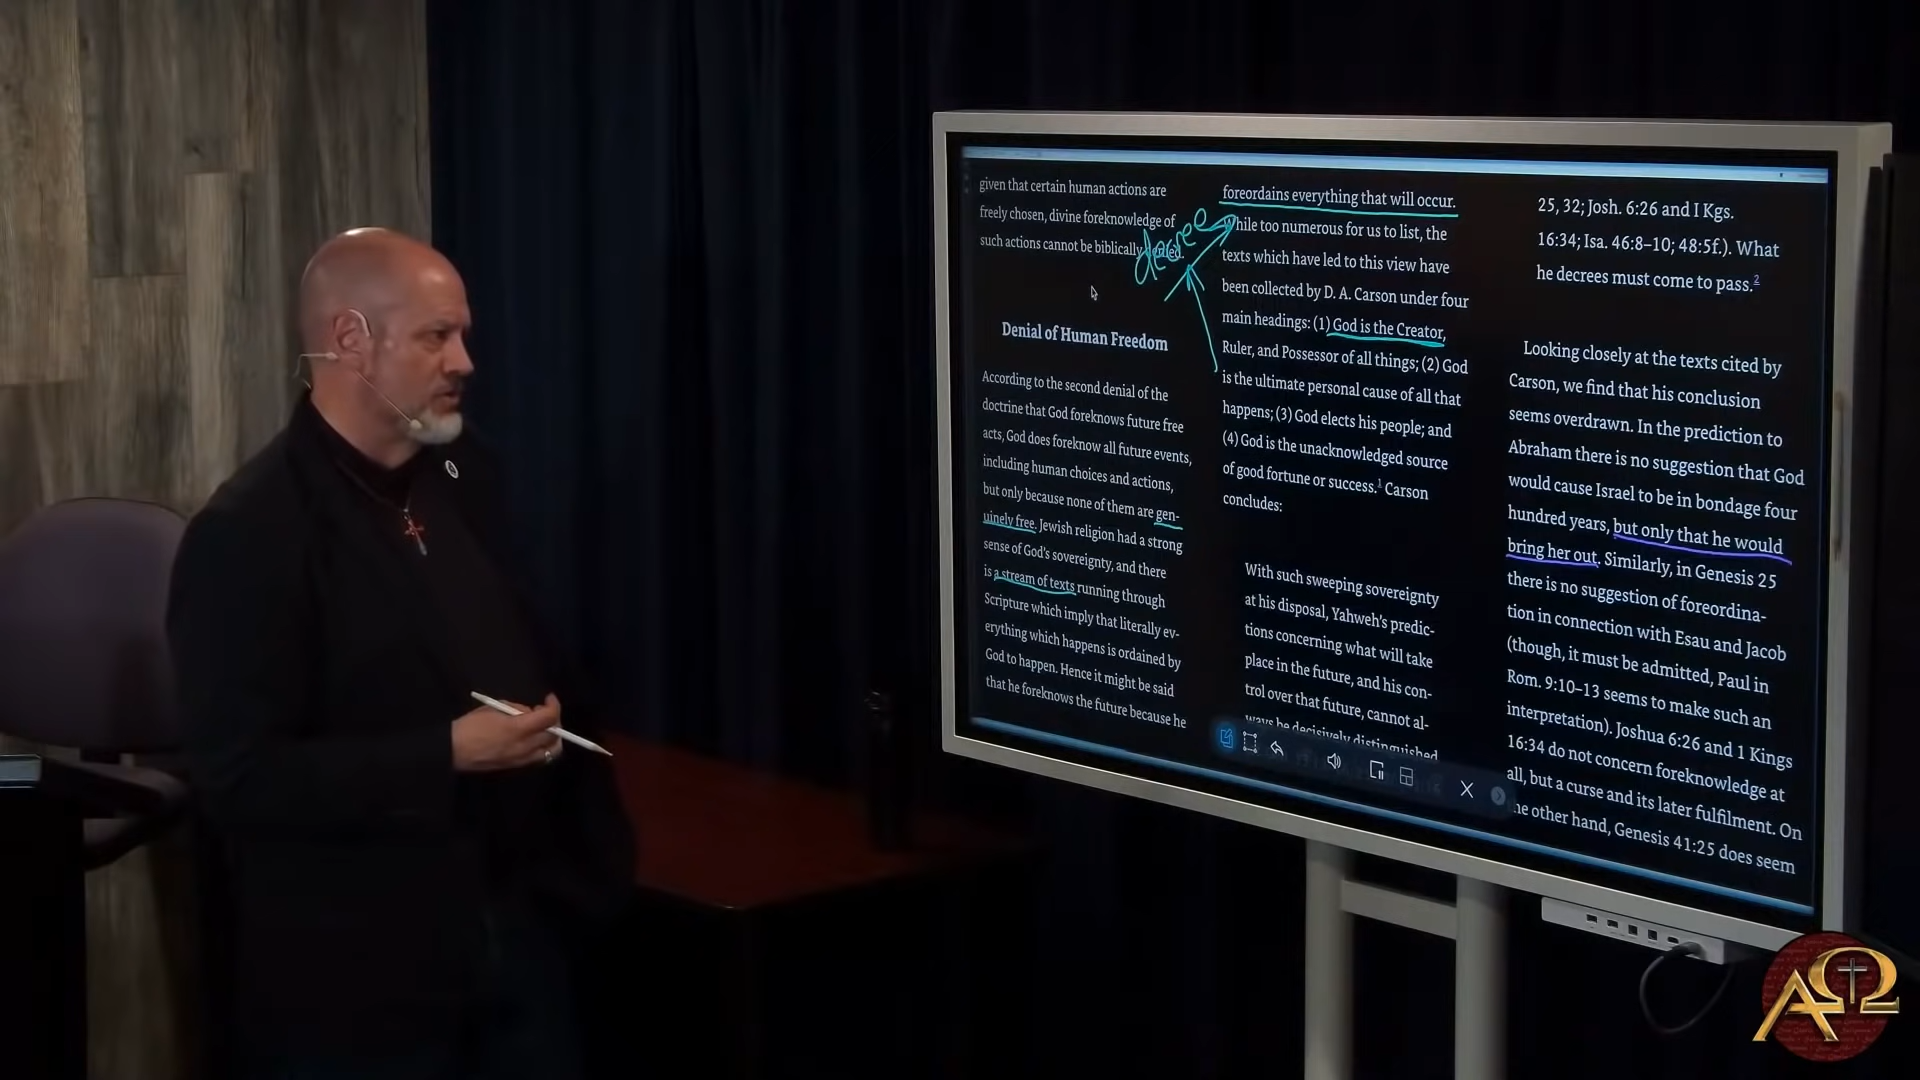 given that certain human actions are
freely chosen, divine foreknowledge of
such actions cannot be biblically denied.
decree
Denial of Human Freedom
According to the second denial of the
doctrine that God foreknows future free
acts, God does foreknow all future events,
including human choices and actions,
but only because none of them are gen-
uinely free. Jewish religion had a strong
sense of God's sovereignty, and there
is a stream of texts running through
Scripture which imply that literally ev-
erything which happens is ordained by
God to happen. Hence it might be said
that he foreknows the future because he
foreordains everything that will occur.
While too numerous for us to list, the
texts which have led to this view have
been collected by D. A. Carson under four
main headings: (1) God is the Creator,
Ruler, and Possessor of all things; (2) God
is the ultimate personal cause of all that
happens; (3) God elects his people; and
(4) God is the unacknowledged source
of good fortune or success.1 Carson
concludes:
With such sweeping sovereignty
at his disposal, Yahweh's predic-
tions concerning what will take
place in the future, and his con-
trol over that future, cannot al-
ways be decisively distinguished
25, 32; Josh. 6:26 and I Kgs.
16:34; Isa. 46:8–10; 48:5f.). What
he decrees must come to pass.2
Looking closely at the texts cited by
Carson, we find that his conclusion
seems overdrawn. In the prediction to
Abraham there is no suggestion that God
would cause Israel to be in bondage four
hundred years, but only that he would
bring her out. Similarly, in Genesis 25
there is no suggestion of foreordina-
tion in connection with Esau and Jacob
(though, it must be admitted, Paul in
Rom. 9:10–13 seems to make such an
interpretation). Joshua 6:26 and 1 Kings
16:34 do not concern foreknowledge at
all, but a curse and its later fulfilment. On
the other hand, Genesis 41:25 does seem
ΑΩ